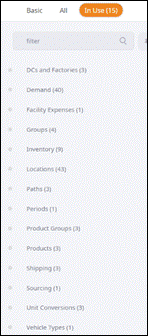 Basic All In Use (15)
filter
DCs and Factories (3)
Demand (40)
Facility Expenses (1)
Groups (4)
Inventory (9)
Locations (43)
Paths (3)
Periods (1)
Product Groups (3)
Products (3)
Shipping (3)
Sourcing (1)
Unit Conversions (3)
Vehicle Types (1)